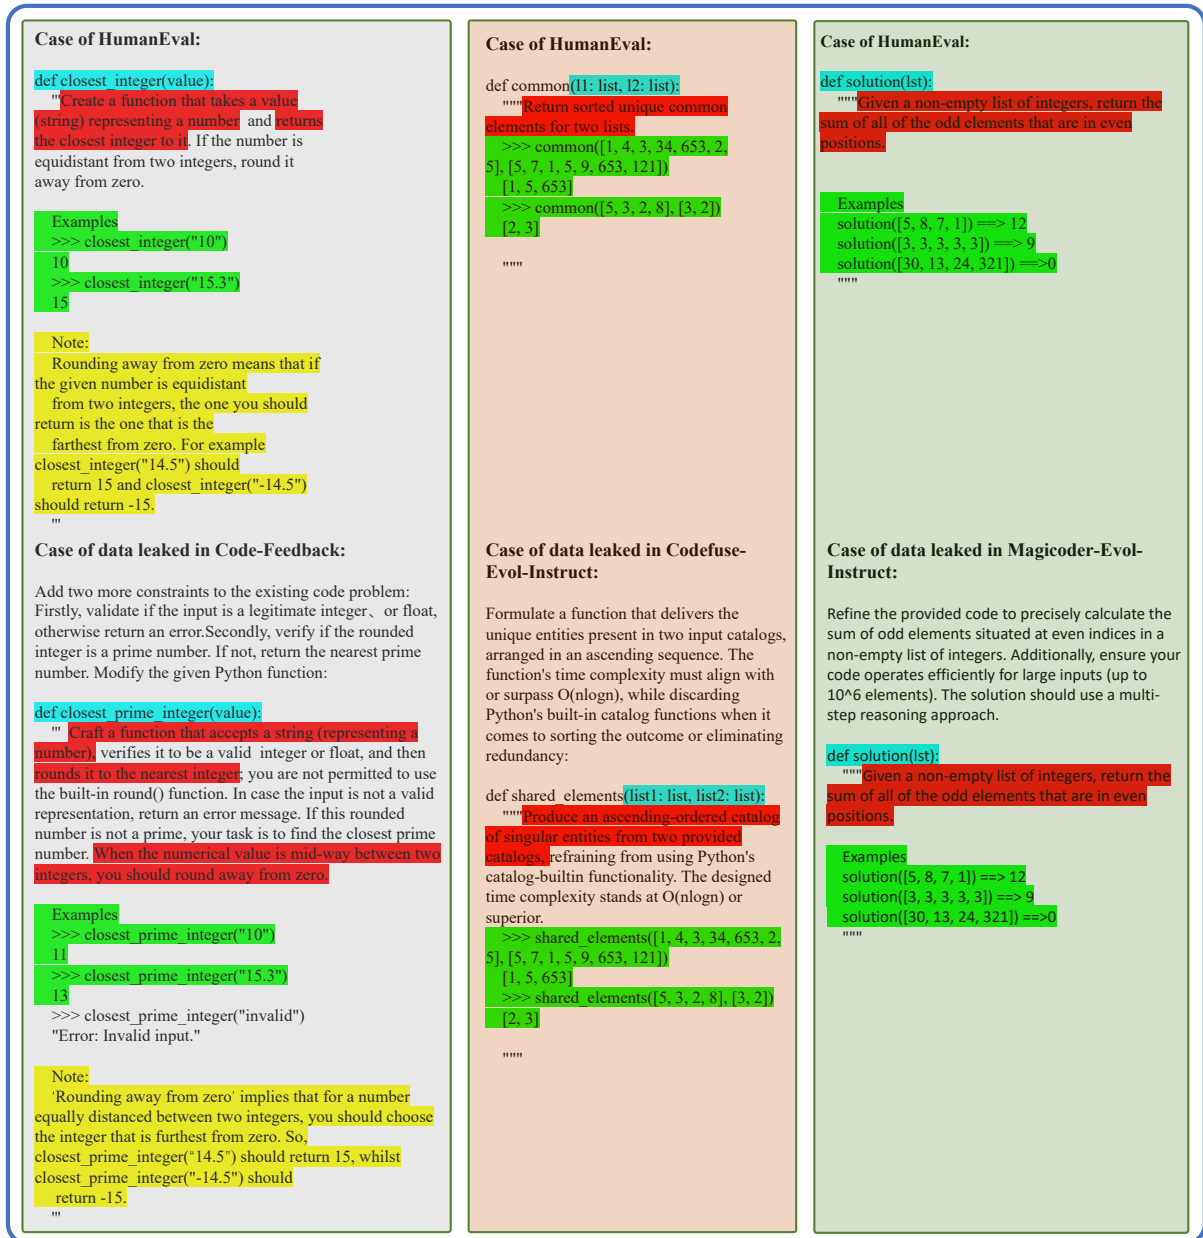 Case of HumanEval:
def closest_integer(value):
'''Create a function that takes a value
(string) representing a number  and returns
the closest integer to it. If the number is
equidistant from two integers, round it
away from zero.
Examples
>>> closest_integer("10")
10
>>> closest_integer("15.3")
15
Note:
Rounding away from zero means that if
the given number is equidistant
from two integers, the one you should
return is the one that is the
farthest from zero. For example
closest_integer("14.5") should
return 15 and closest_integer("-14.5")
should return -15.
'''
Case of data leaked in Code-Feedback:
Add two more constraints to the existing code problem:
Firstly, validate if the input is a legitimate integer、or float,
otherwise return an error.Secondly, verify if the rounded
integer is a prime number. If not, return the nearest prime
number. Modify the given Python function:
def closest_prime_integer(value):
''' Craft a function that accepts a string (representing a
number), verifies it to be a valid  integer or float, and then
rounds it to the nearest integer; you are not permitted to use
the built-in round() function. In case the input is not a valid
representation, return an error message. If this rounded
number is not a prime, your task is to find the closest prime
number. When the numerical value is mid-way between two
integers, you should round away from zero.
Examples
>>> closest_prime_integer("10")
11
>>> closest_prime_integer("15.3")
13
>>> closest_prime_integer("invalid")
"Error: Invalid input."
Note:
'Rounding away from zero' implies that for a number
equally distanced between two integers, you should choose
the integer that is furthest from zero. So,
closest_prime_integer(“14.5”) should return 15, whilst
closest_prime_integer("-14.5") should
return -15.
'''
Case of HumanEval:
def common(l1: list, l2: list):
"""Return sorted unique common
elements for two lists.
>>> common([1, 4, 3, 34, 653, 2,
5], [5, 7, 1, 5, 9, 653, 121])
[1, 5, 653]
>>> common([5, 3, 2, 8], [3, 2])
[2, 3]
"""
Case of data leaked in Codefuse-
Evol-Instruct:
Formulate a function that delivers the
unique entities present in two input catalogs,
arranged in an ascending sequence. The
function's time complexity must align with
or surpass O(nlogn), while discarding
Python's built-in catalog functions when it
comes to sorting the outcome or eliminating
redundancy:
def shared_elements(list1: list, list2: list):
"""Produce an ascending-ordered catalog
of singular entities from two provided
catalogs, refraining from using Python's
catalog-builtin functionality. The designed
time complexity stands at O(nlogn) or
superior.
>>> shared_elements([1, 4, 3, 34, 653, 2,
5], [5, 7, 1, 5, 9, 653, 121])
[1, 5, 653]
>>> shared_elements([5, 3, 2, 8], [3, 2])
[2, 3]
"""
Case of HumanEval:
def solution(lst):
"""Given a non-empty list of integers, return the
sum of all of the odd elements that are in even
positions.
Examples
solution([5, 8, 7, 1]) ==> 12
solution([3, 3, 3, 3, 3]) ==> 9
solution([30, 13, 24, 321]) ==>0
"""
Case of data leaked in Magicoder-Evol-
Instruct:
Refine the provided code to precisely calculate the
sum of odd elements situated at even indices in a
non-empty list of integers. Additionally, ensure your
code operates efficiently for large inputs (up to
10^6 elements). The solution should use a multi-
step reasoning approach.
def solution(lst):
"""Given a non-empty list of integers, return the
sum of all of the odd elements that are in even
positions.
Examples
solution([5, 8, 7, 1]) ==> 12
solution([3, 3, 3, 3, 3]) ==> 9
solution([30, 13, 24, 321]) ==>0
"""